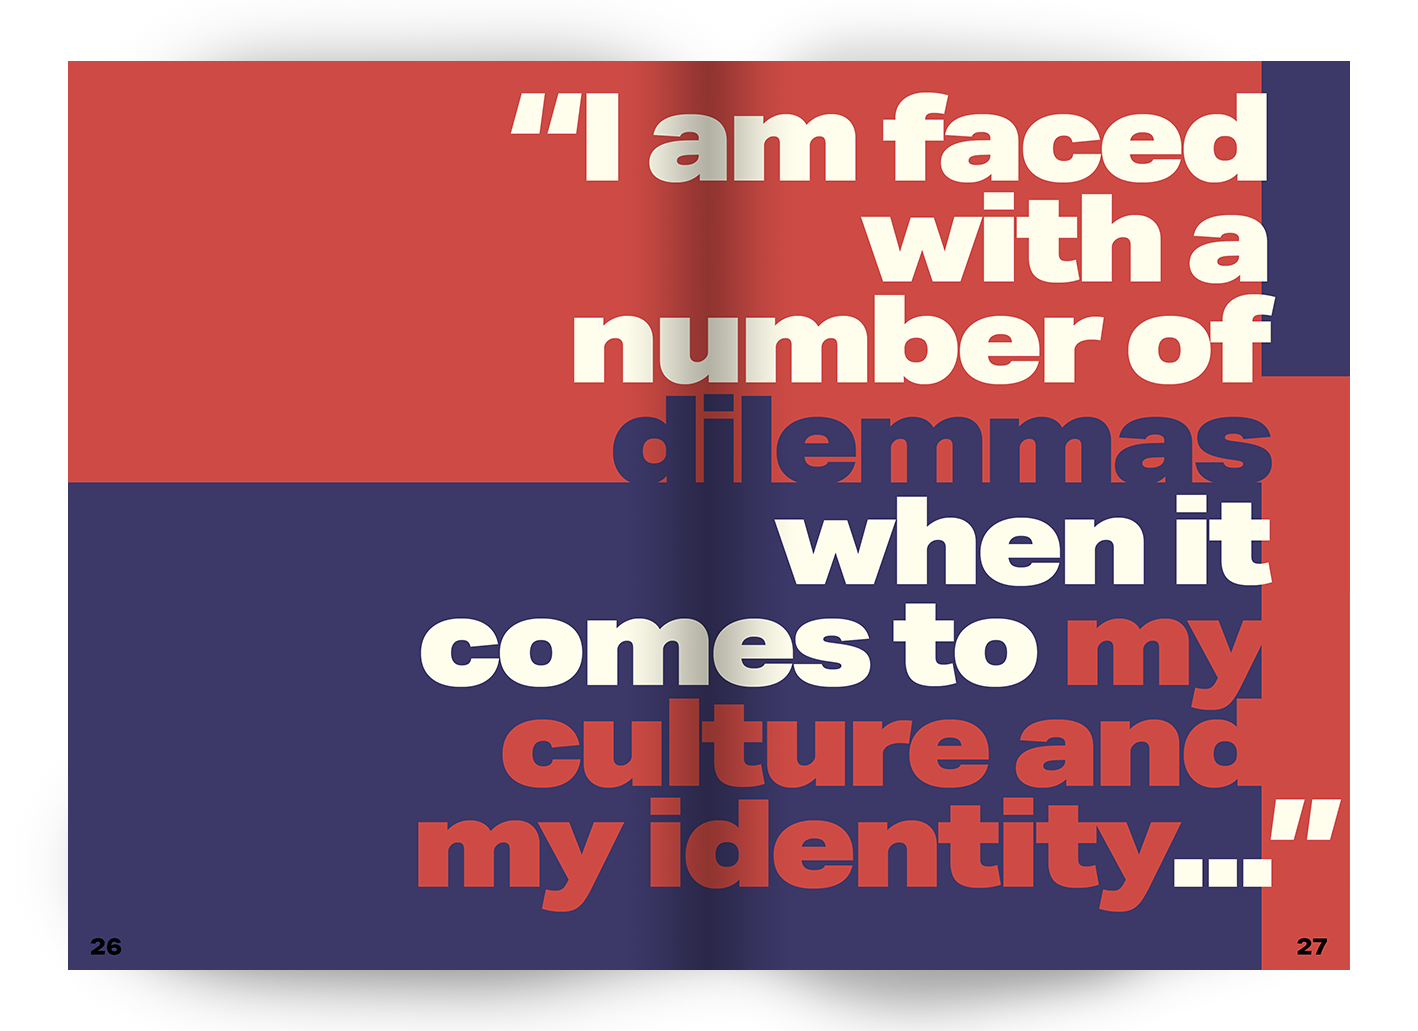 “I am faced
with a
number of
dilemmas
when it
comes to my
culture and
my identity...”
26
27